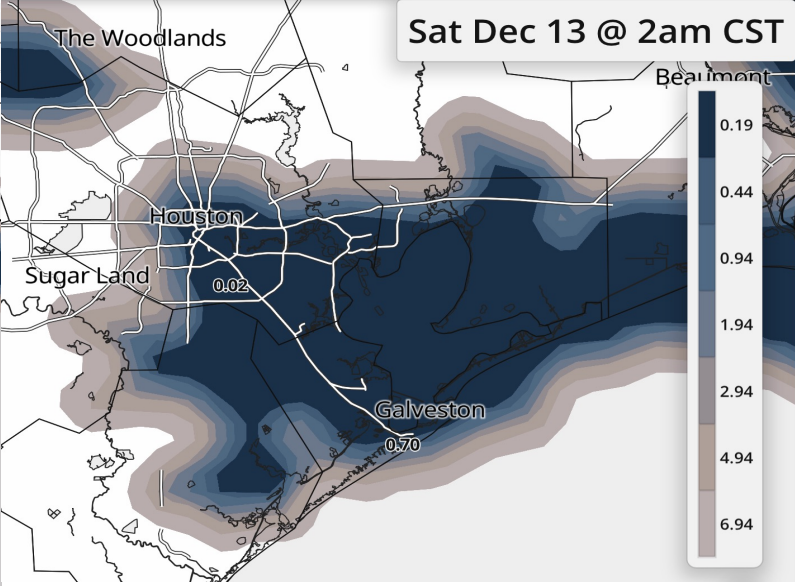 Sat Dec 13 @ 2am CST
The Woodlands
Beaumont
0.19
0.44
0.94
1.94
2.94
4.94
6.94
Houston
Sugar Land
0.02
Galveston
0.70